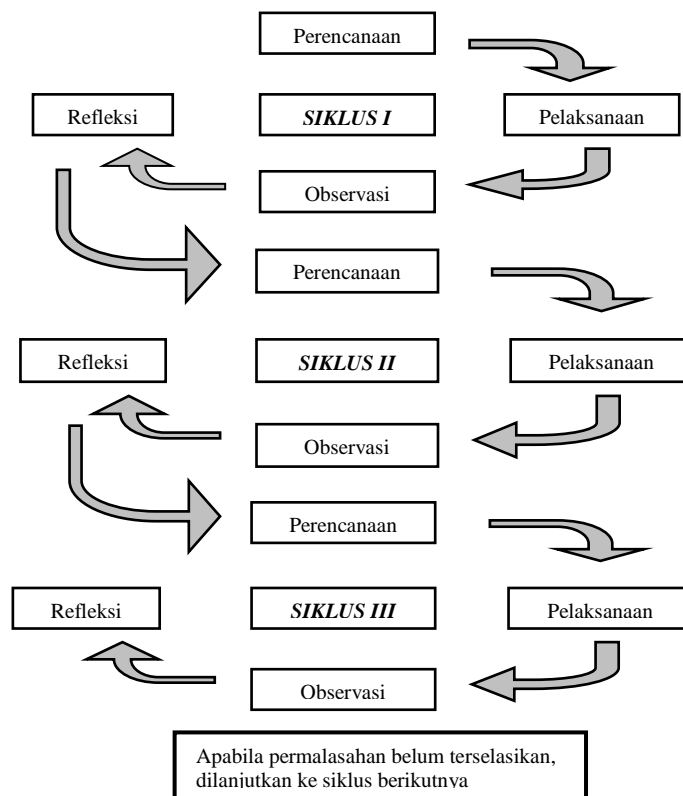 Perencanaan
Refleksi
SIKLUS I
Pelaksanaan
Observasi
Perencanaan
Refleksi
SIKLUS II
Pelaksanaan
Observasi
Perencanaan
Refleksi
SIKLUS III
Pelaksanaan
Observasi
Apabila permalasahan belum terselasikan,
dilanjutkan ke siklus berikutnya